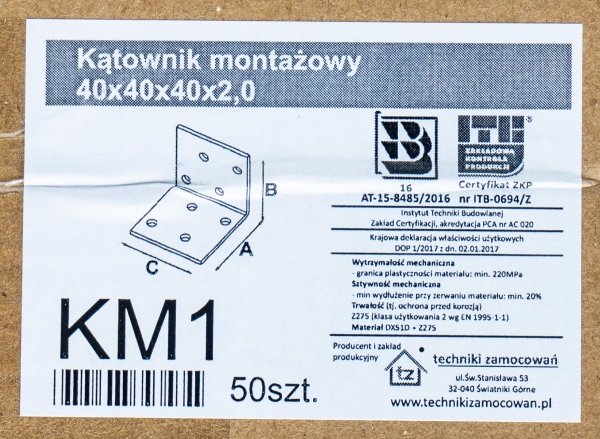 Kątownik montażowy
40x40x40x2,0
B
A
C
B
16
AT-15-8485/2016
ITB
®
ZAKŁADOWA
KONTROLA
PRODUKCJI
Certyfikat ZKP
nr ITB-0694/Z
Instytut Techniki Budowlanej
Zakład Certyfikacji, akredytacja PCA nr AC 020
Krajowa deklaracja właściwości użytkowych
DOP 1/2017 z dn. 02.01.2017
Wytrzymałość mechaniczna
- granica plastyczności materiału: min. 220MPa
Sztywność mechaniczna
- min wydłużenie przy zerwaniu materiału: min. 20%
Trwałość (tj. ochrona przed korozją)
Z275 (klasa użytkowania 2 wg EN 1995-1-1)
Materiał DX51D + Z275
KM1
50szt.
Producent i zakład
produkcyjny
tz
techniki zamocowań
ul.Św.Stanisława 53
32-040 Świątniki Górne
www.technikizamocowan.pl